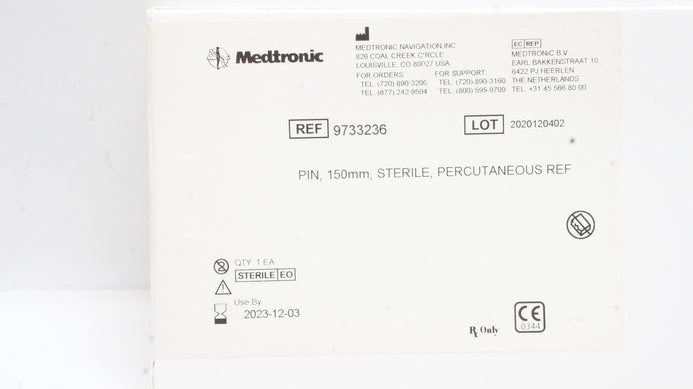 Medtronic
MEDTRONIC NAVIGATION, INC
826 COAL CREEK CIRCLE
LOUISVILLE, CO 80027 USA
FOR ORDERS:
TEL (720) 890-3200
TEL (877) 242-9504
FOR SUPPORT:
TEL (720) 890-3160
TEL (800) 595-9709
EC REP
MEDTRONIC B.V.
EARL BAKKENSTRAAT 10
6422 PJ HEERLEN
THE NETHERLANDS
TEL +31 45 566 80 00
REF 9733236
LOT 2020120402
PIN, 150mm, STERILE, PERCUTANEOUS REF
QTY 1 EA
STERILE EO
Use By
2023-12-03
Rx Only
CE
0344